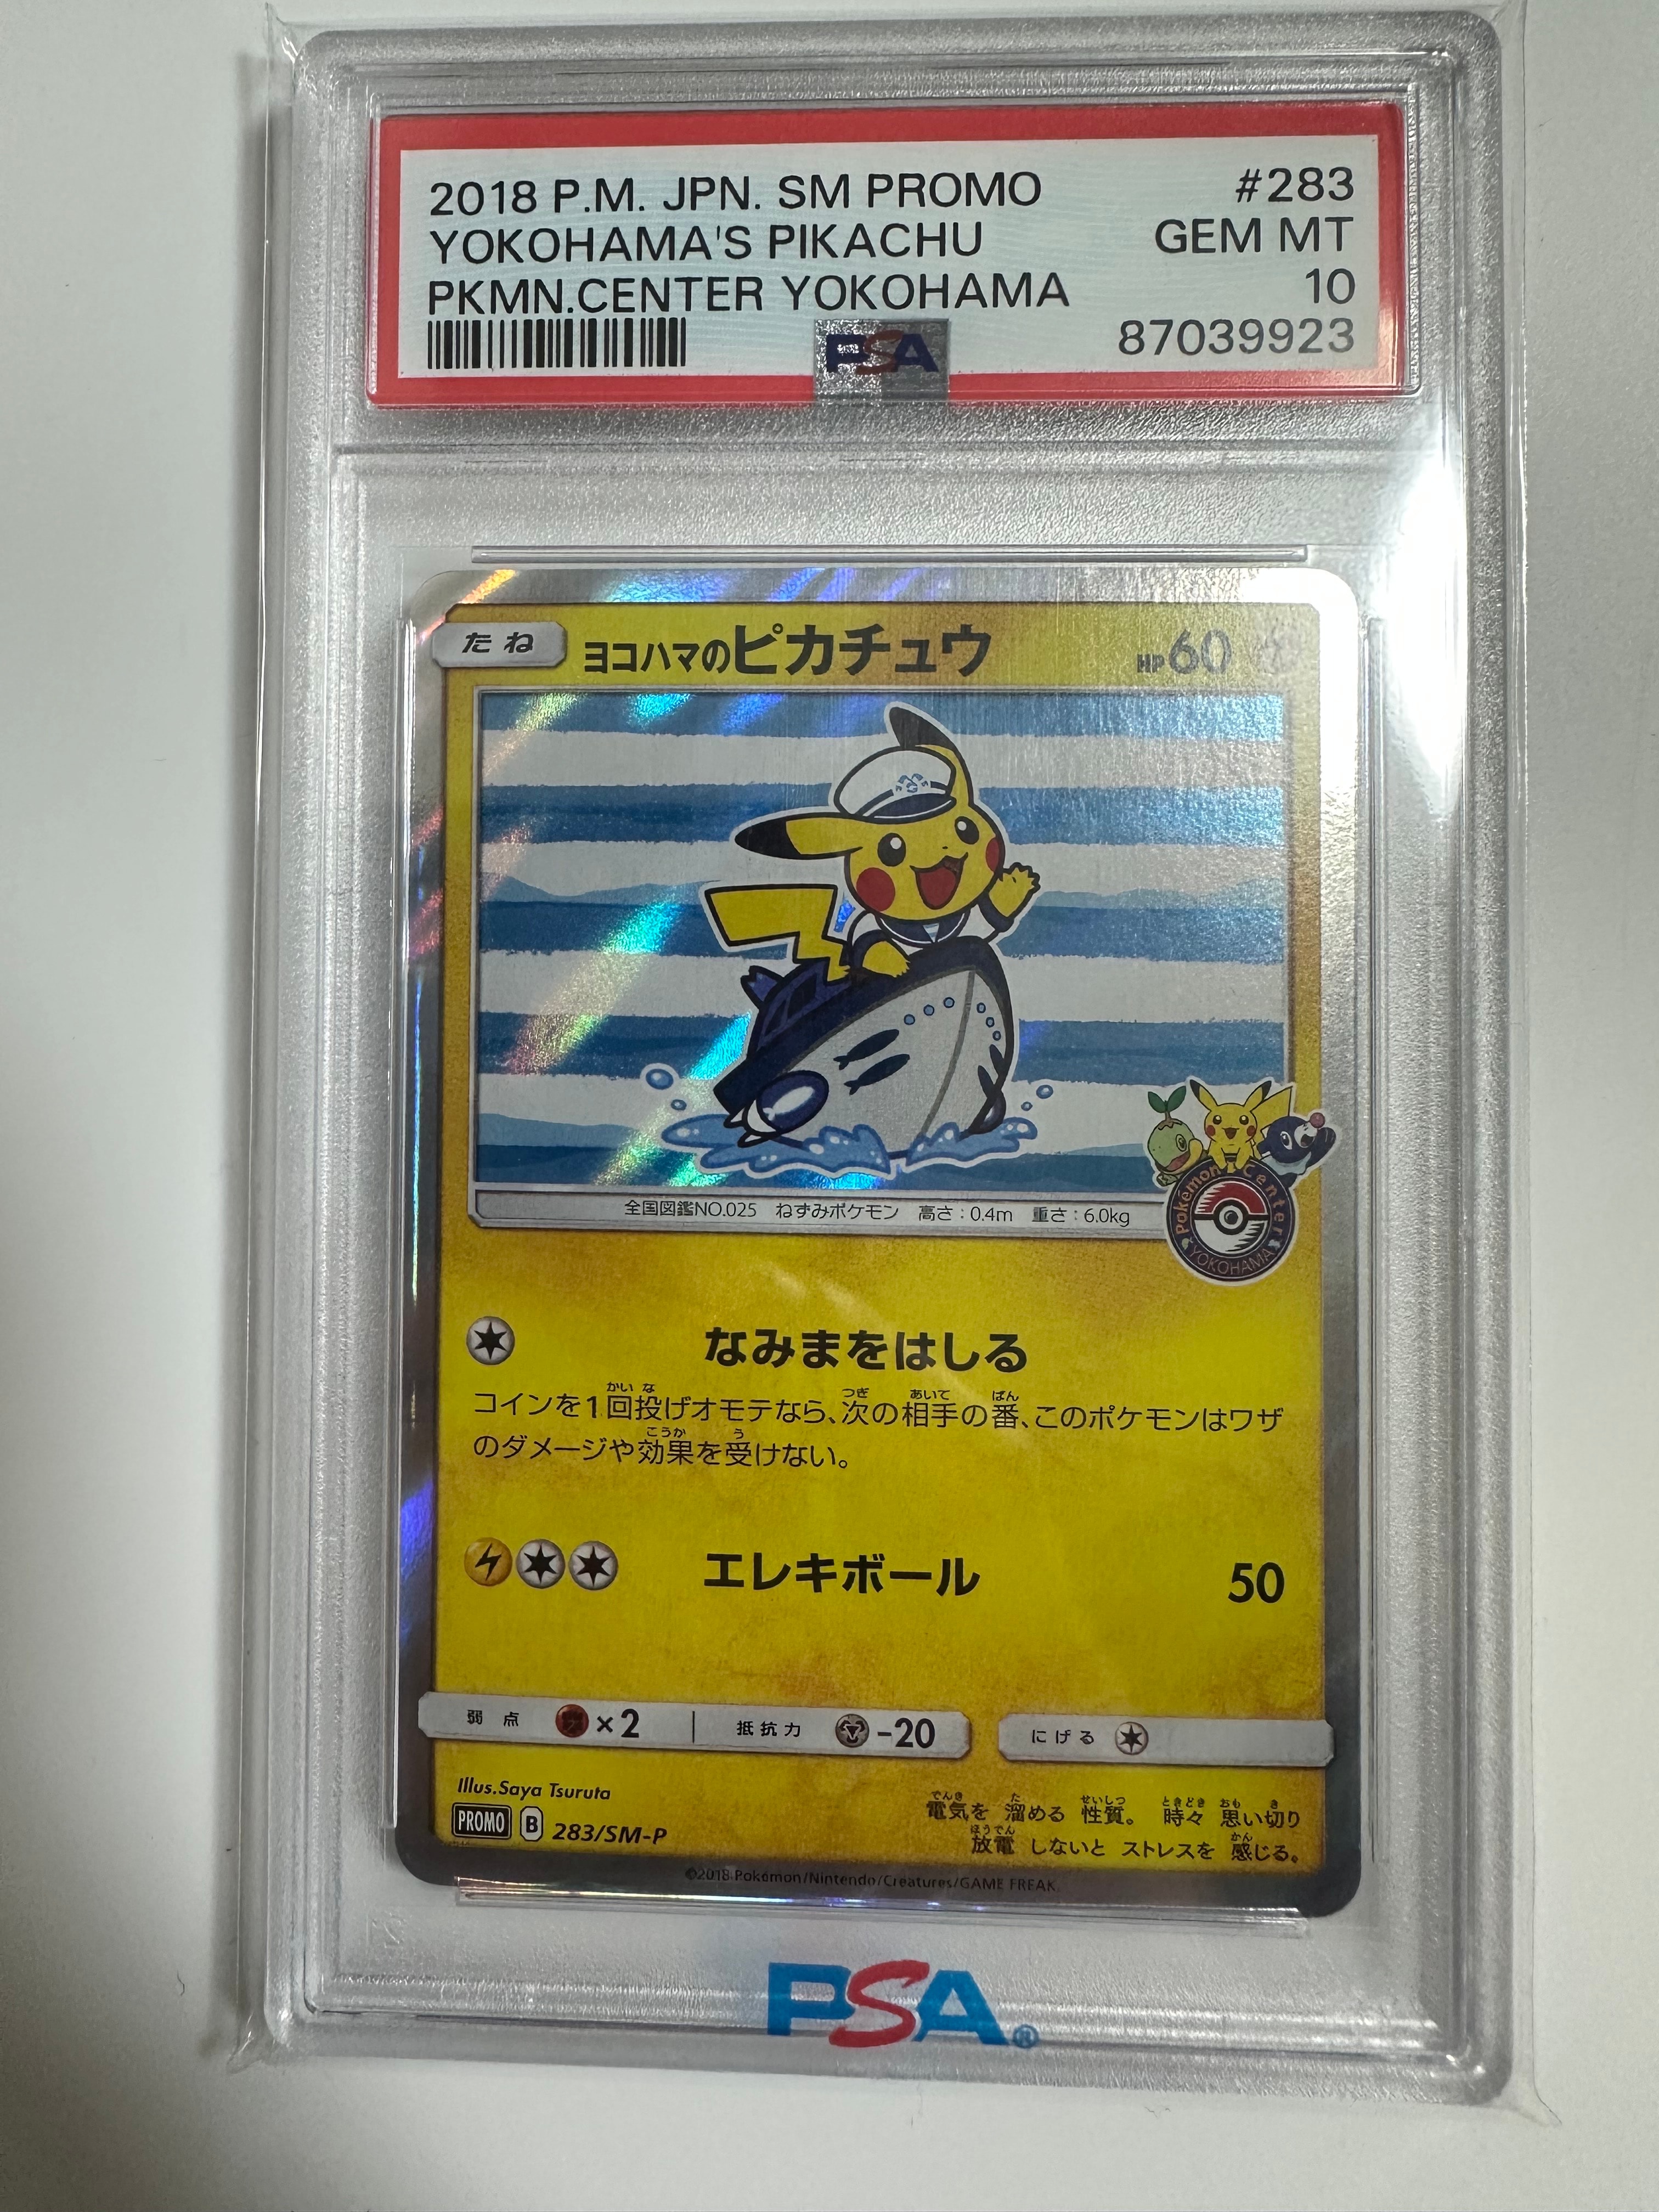 2018 P.M. JPN. SM PROMO #283
YOKOHAMA'S PIKACHU GEM MT
PKMN.CENTER YOKOHAMA 10
PSA 87039923
たね ヨコハマのピカチュウ HP60
全国図鑑NO.025 ねずみポケモン 高さ:0.4m 重さ:6.0kg
Pokémon Center
YOKOHAMA
なみまをはしる
コインを1回投げオモテなら、次の相手の番、このポケモンはワザ
のダメージや効果を受けない。
エレキボール 50
弱点 ×2 抵抗力 -20 にげる
Illus.Saya Tsuruta
PROMO B 283/SM-P
電気を溜める性質。時々思い切り
放電しないとストレスを感じる。
©2018 Pokémon/Nintendo/Creatures/GAME FREAK.
PSA®